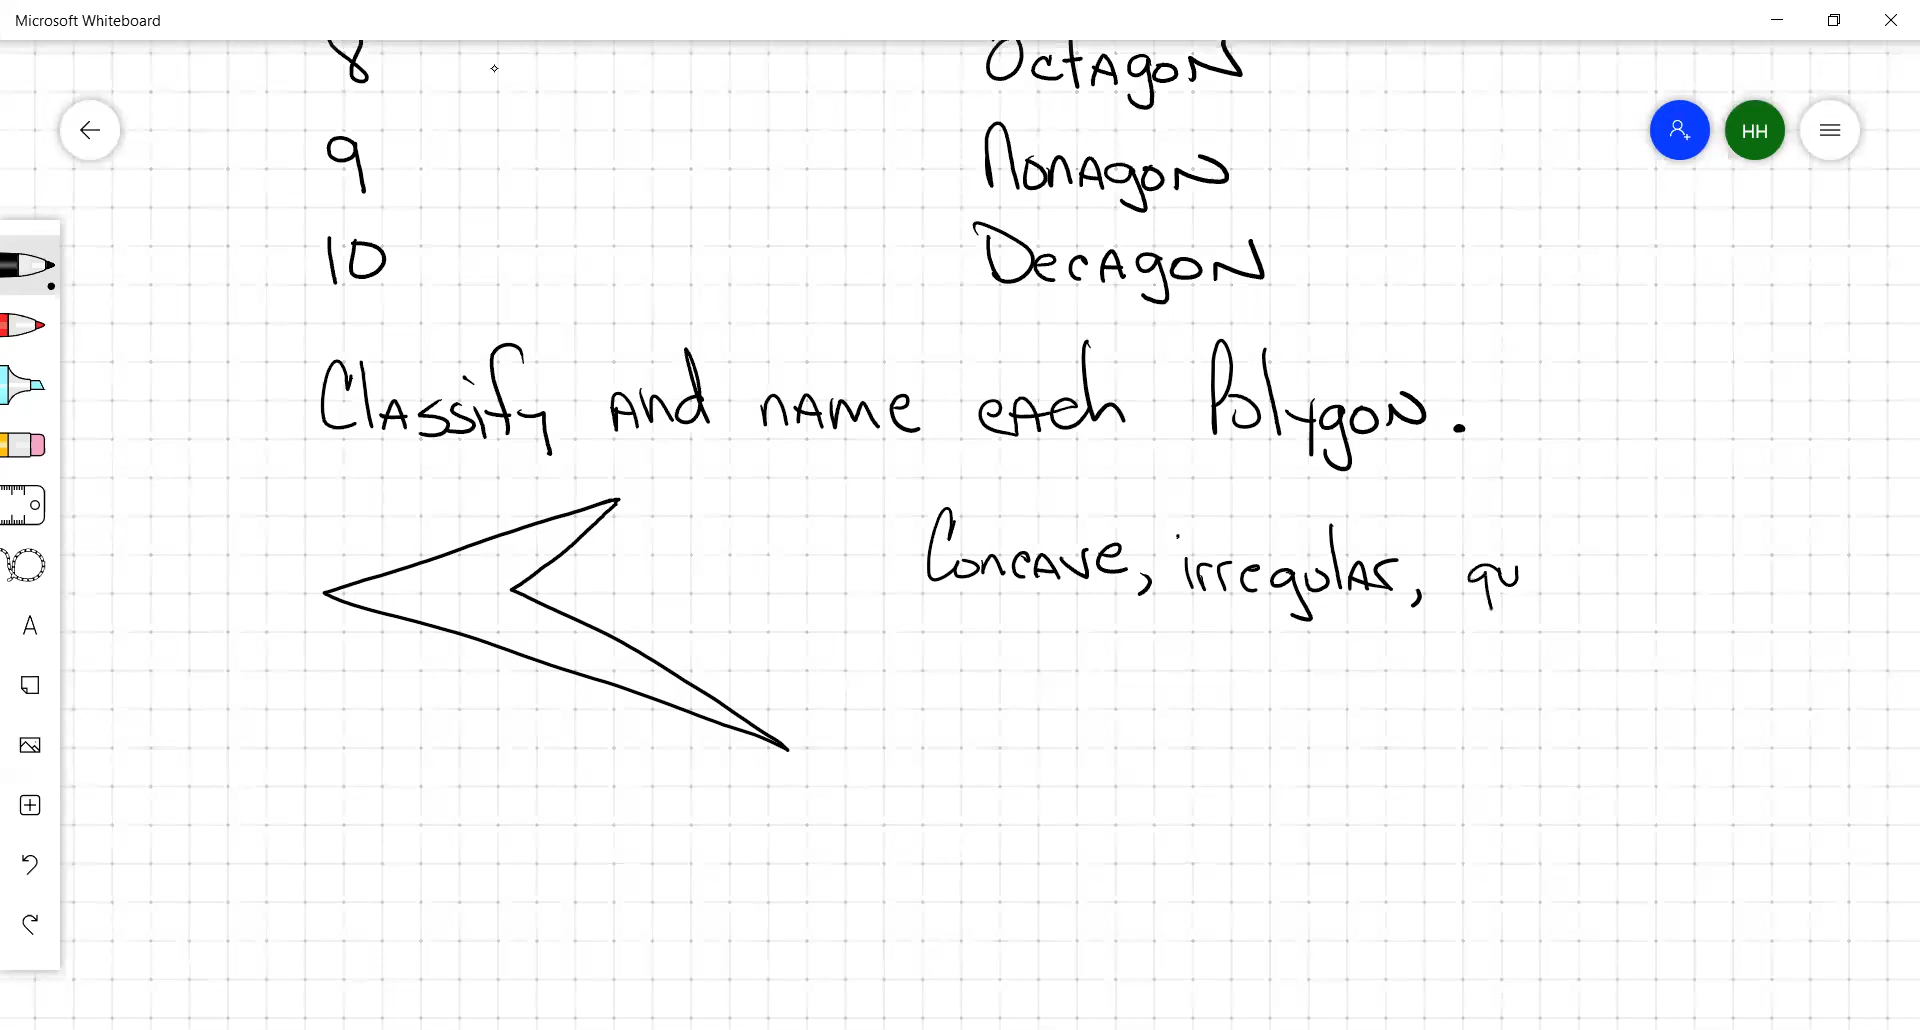 Microsoft Whiteboard
8 Octagon
HH
9 Nonagon
10 Decagon
Classify and name each Polygon.
Concave, irregular, qu
A